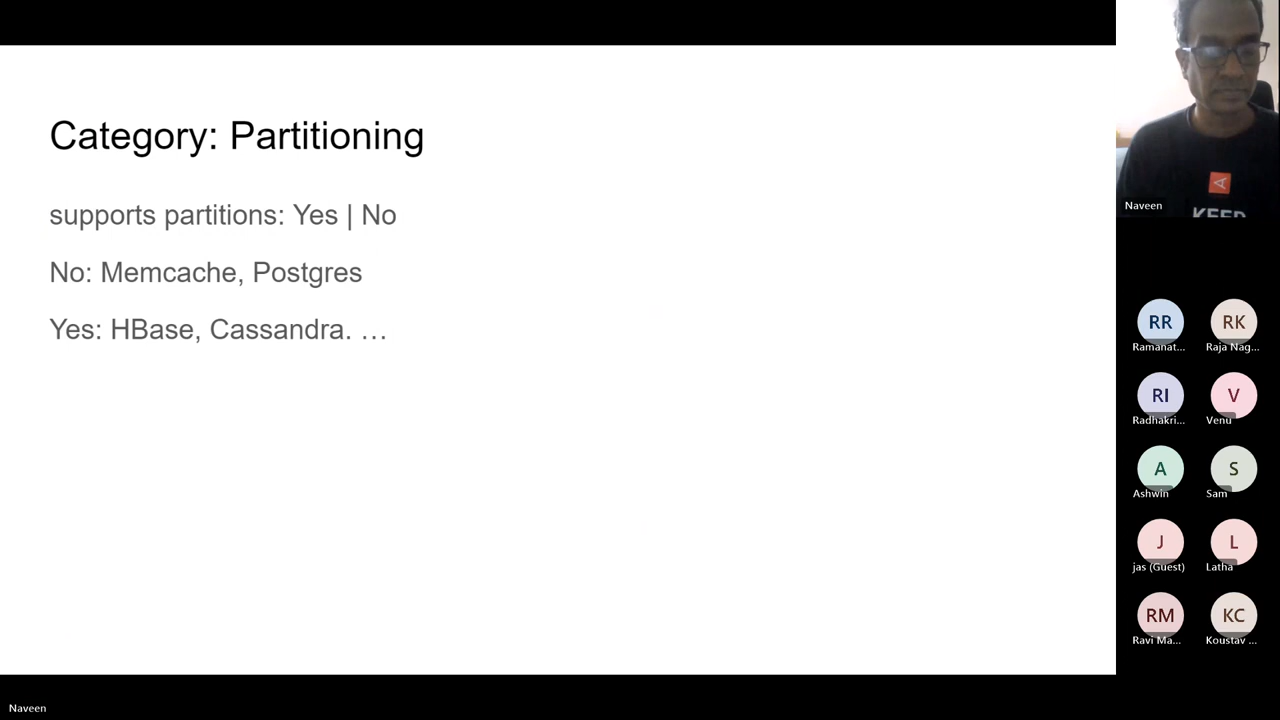 Category: Partitioning
supports partitions: Yes | No
No: Memcache, Postgres
Yes: HBase, Cassandra. …
Naveen
KEEP
RR
RK
Ramanat...
Raja Nag...
RI
V
Radhakri...
Venu
A
S
Ashwin
Sam
J
L
jas (Guest)
Latha
RM
KC
Ravi Ma...
Koustav ...
Naveen